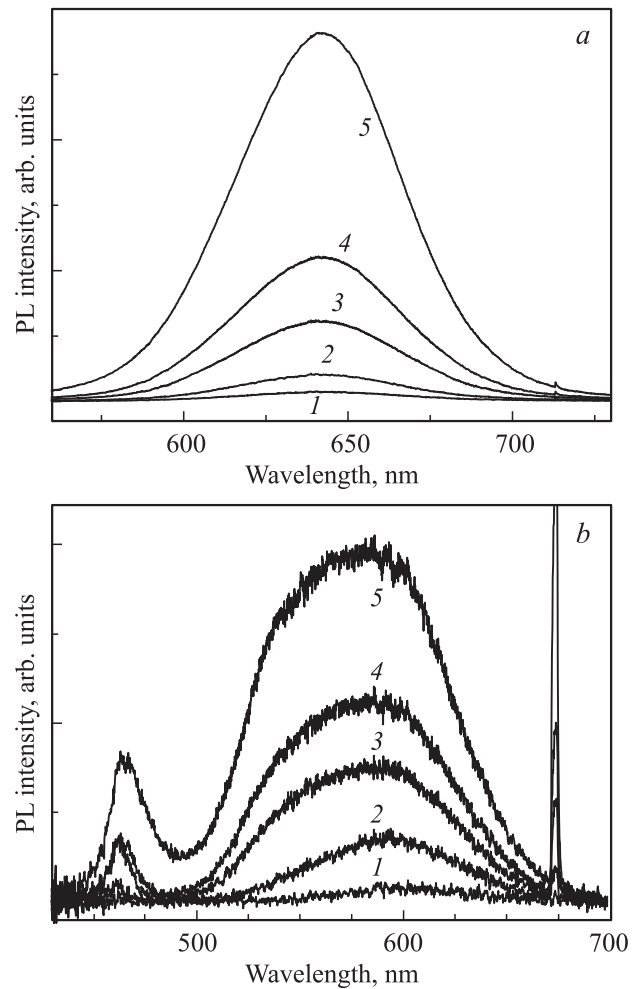 a
5
4
3
2
1
PL intensity, arb. units
600 650 700
Wavelength, nm
b
5
4
3
2
1
PL intensity, arb. units
500 600 700
Wavelength, nm